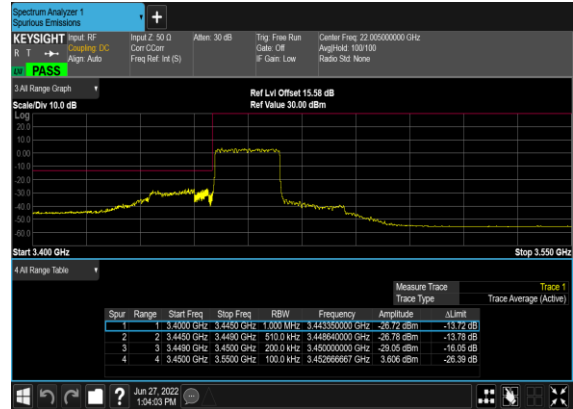 Spectrum Analyzer 1
Spurious Emissions
KEYSIGHT Input: RF Input Z: 50 Ω Atten: 30 dB Trig: Free Run Center Freq: 22.005000000 GHz
R T Coupling: DC Corr CCorr Gate: Off Avg|Hold: 100/100
Align: Auto Freq Ref: Int (S) IF Gain: Low Radio Std: None
PASS
3 All Range Graph
Ref Lvl Offset 15.58 dB
Scale/Div 10.0 dB Ref Value 30.00 dBm
Log
20.0
10.0
0.00
-10.0
-20.0
-30.0
-40.0
-50.0
-60.0
Start 3.400 GHz Stop 3.550 GHz
4 All Range Table
Measure Trace Trace 1
Trace Type Trace Average (Active)
Spur Range Start Freq Stop Freq RBW Frequency Amplitude ΔLimit
1 1 3.4000 GHz 3.4450 GHz 1.000 MHz 3.443350000 GHz -26.72 dBm -13.72 dB
2 2 3.4450 GHz 3.4490 GHz 510.0 kHz 3.448640000 GHz -26.78 dBm -13.78 dB
3 3 3.4490 GHz 3.4500 GHz 200.0 kHz 3.450000000 GHz -29.05 dBm -16.05 dB
4 4 3.4500 GHz 3.5500 GHz 100.0 kHz 3.452666667 GHz 3.606 dBm -26.39 dB
? Jun 27, 2022
1:04:03 PM